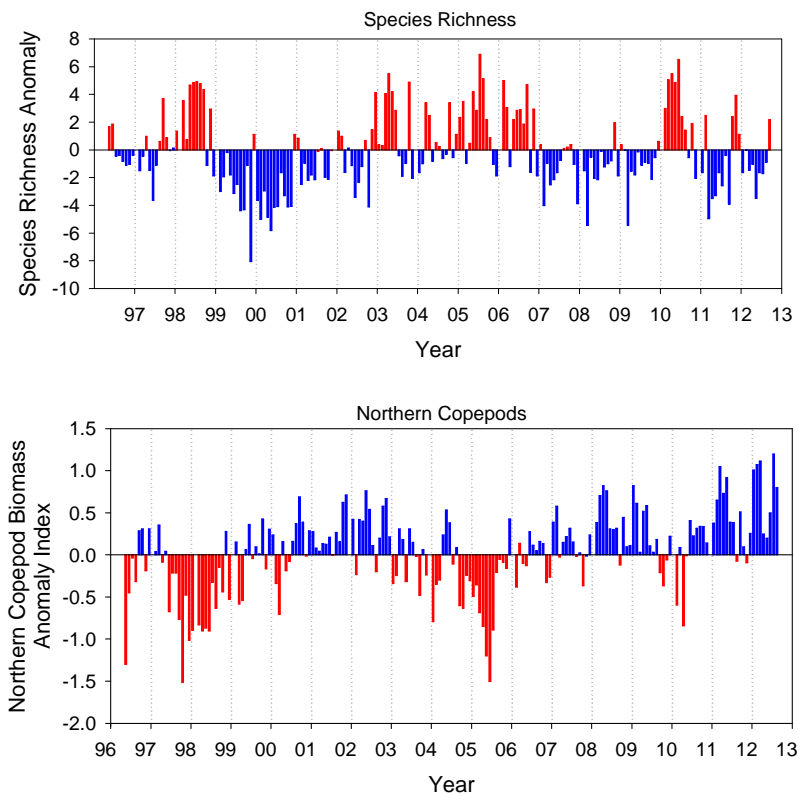 Species Richness
Species Richness Anomaly
8
6
4
2
0
-2
-4
-6
-8
-10
97 98 99 00 01 02 03 04 05 06 07 08 09 10 11 12 13
Year
Northern Copepods
Northern Copepod Biomass
Anomaly Index
1.5
1.0
0.5
0.0
-0.5
-1.0
-1.5
-2.0
96 97 98 99 00 01 02 03 04 05 06 07 08 09 10 11 12 13
Year